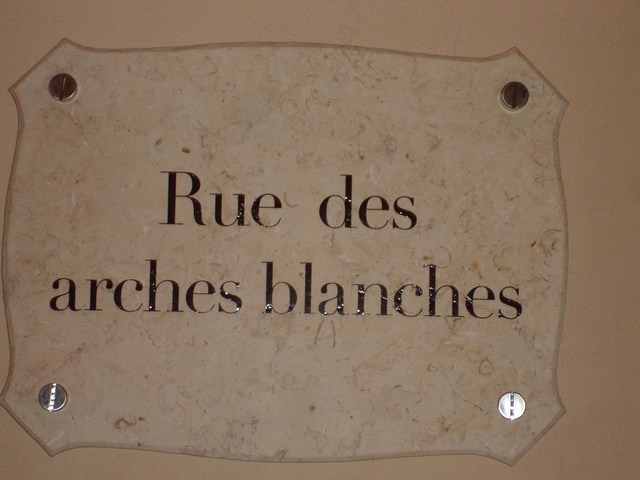 Rue des
arches blanches
A